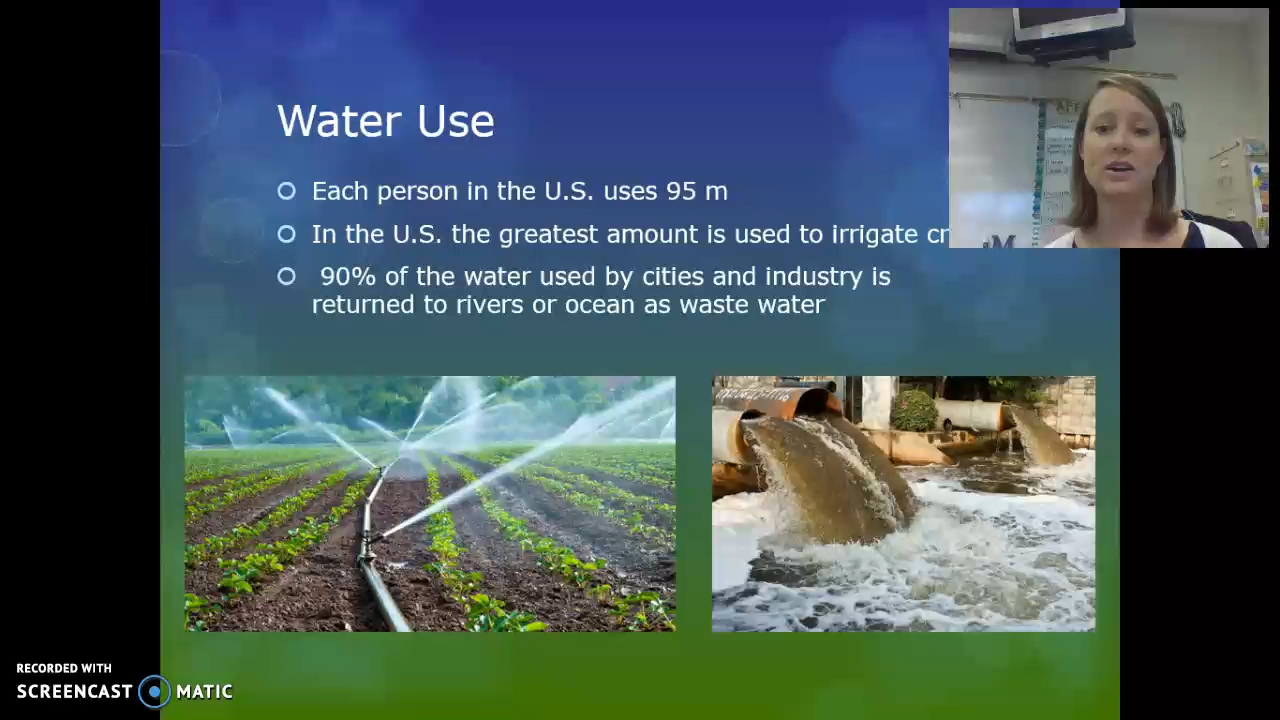 Water Use
Each person in the U.S. uses 95 m
In the U.S. the greatest amount is used to irrigate
90% of the water used by cities and industry is
returned to rivers or ocean as waste water
RECORDED WITH
SCREENCAST MATIC